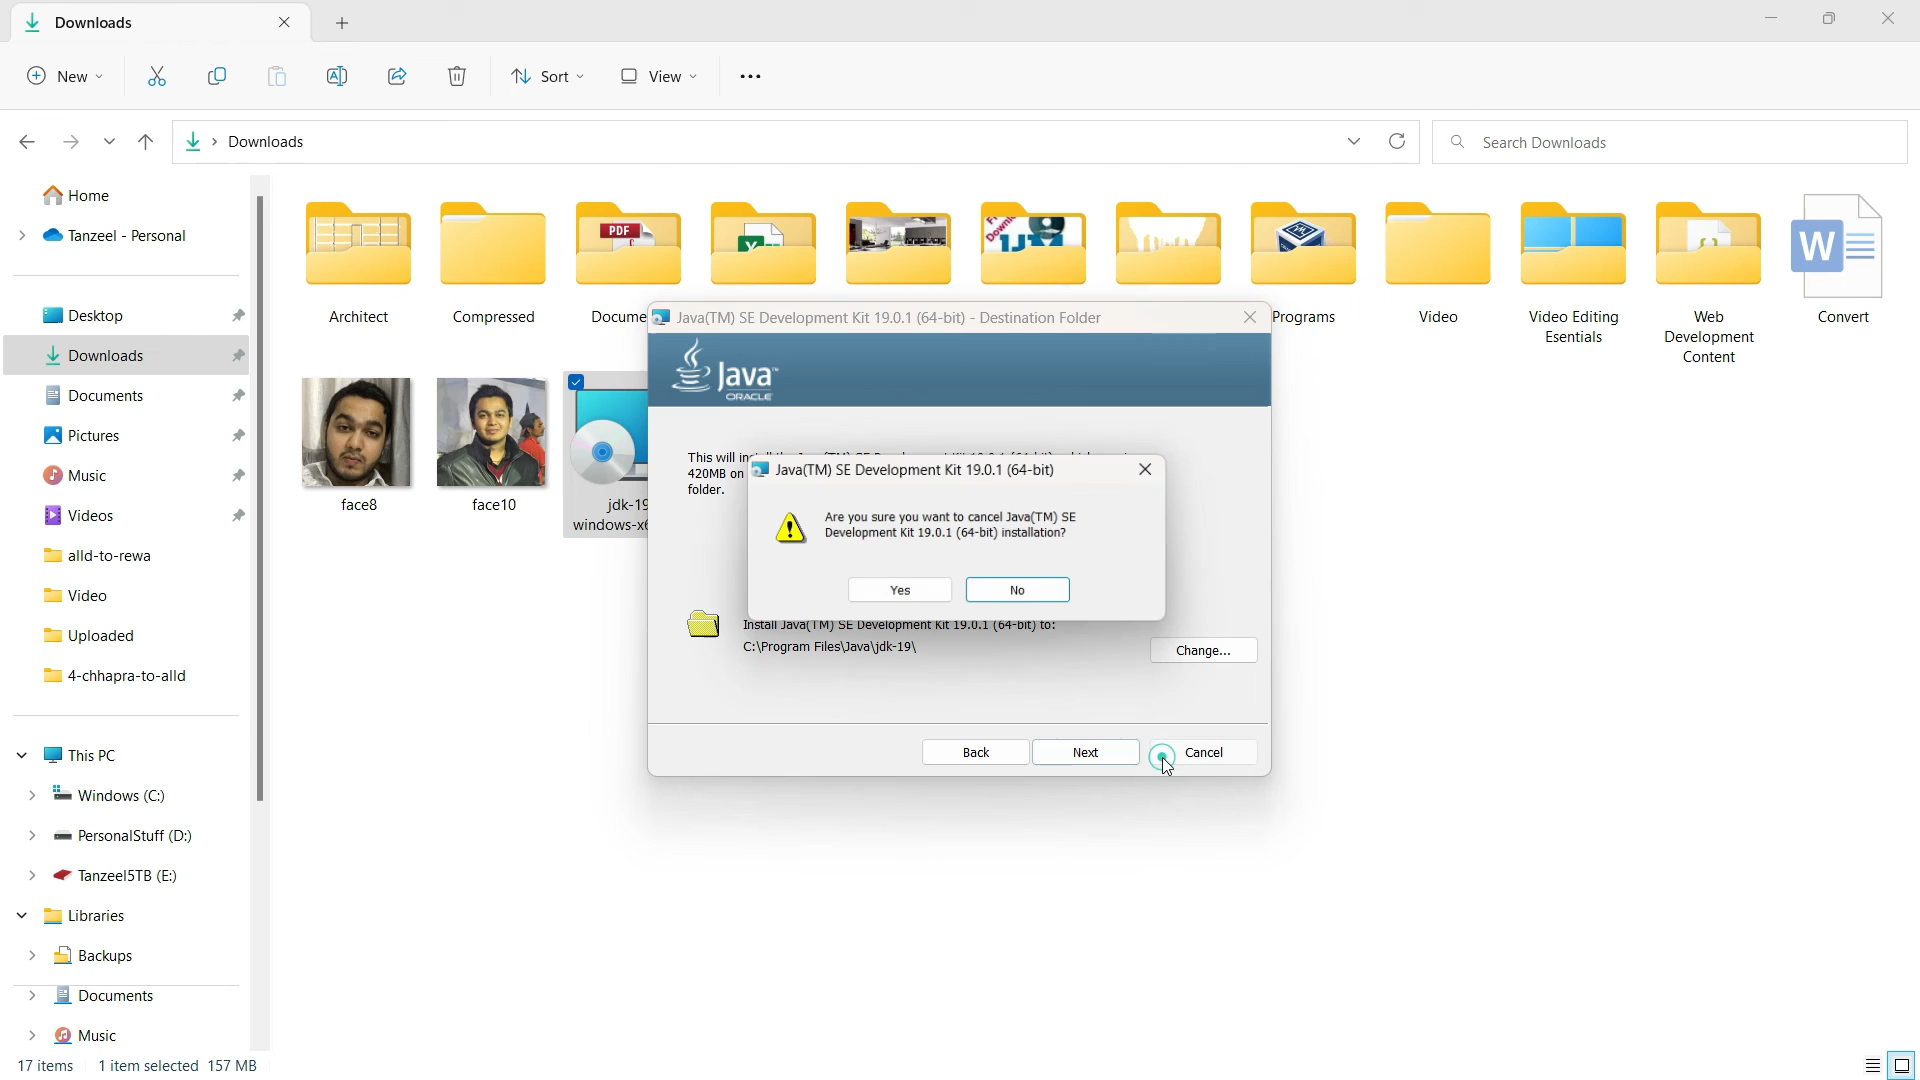 Downloads
New
Sort
View
Downloads
Search Downloads
Home
Tanzeel - Personal
Desktop
Downloads
Documents
Pictures
Music
Videos
alld-to-rewa
Video
Uploaded
4-chhapra-to-alld
This PC
Windows (C:)
PersonalStuff (D:)
Tanzeel5TB (E:)
Libraries
Backups
Documents
Music
PDF
W
Architect
Compressed
Docume
Programs
Video
Video Editing
Esentials
Web
Development
Content
Convert
face8
face10
jdk-19
windows-x6
Java(TM) SE Development Kit 19.0.1 (64-bit) - Destination Folder
Java™
ORACLE
This will
420MB on
folder.
Java(TM) SE Development Kit 19.0.1 (64-bit)
Are you sure you want to cancel Java(TM) SE
Development Kit 19.0.1 (64-bit) installation?
Yes
No
Install Java(TM) SE Development Kit 19.0.1 (64-bit) to:
C:\Program Files\Java\jdk-19\
Change...
Back
Next
Cancel
17 items
1 item selected 157 MB